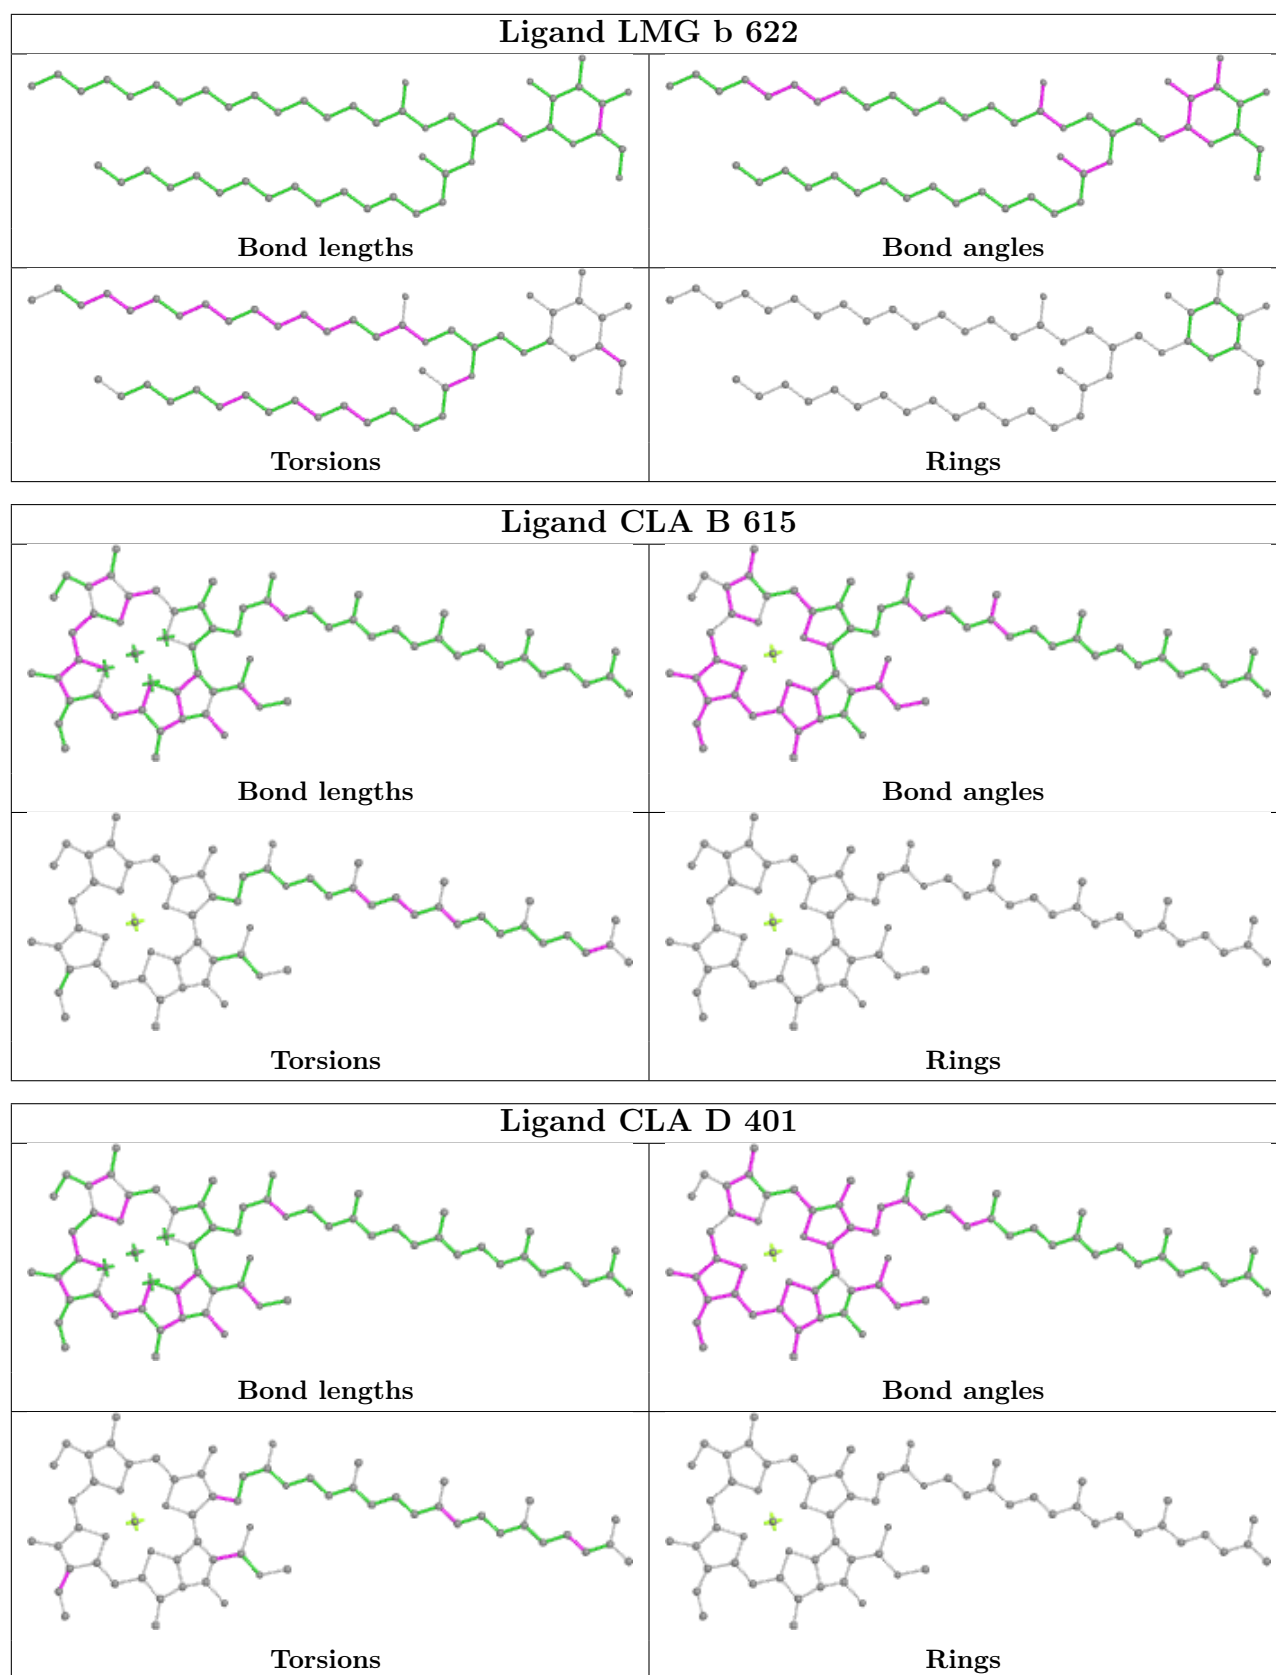 Ligand LMG b 622
Bond lengths
Bond angles
Torsions
Rings
Ligand CLA B 615
Bond lengths
Bond angles
Torsions
Rings
Ligand CLA D 401
Bond lengths
Bond angles
Torsions
Rings